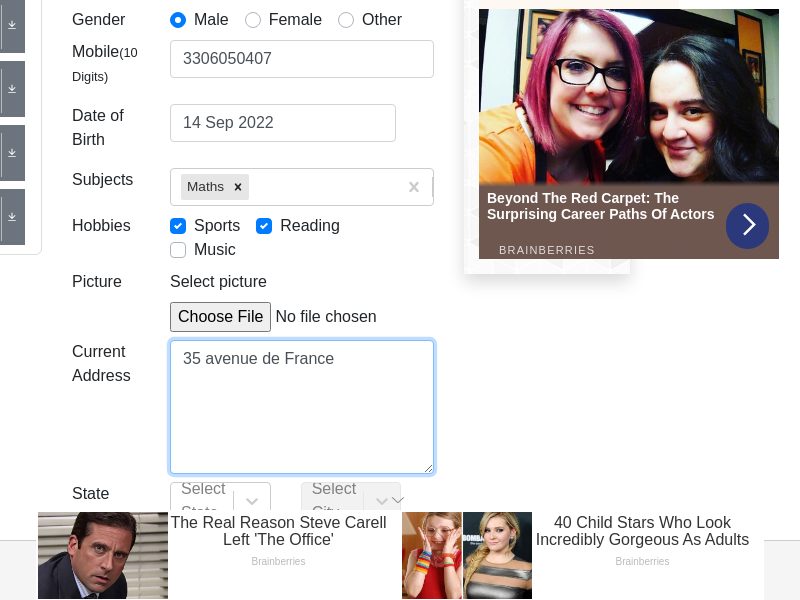 Gender Male Female Other
Mobile(10 Digits) 3306050407
Date of Birth 14 Sep 2022
Subjects Maths ×
Hobbies Sports Reading
Music
Picture Select picture
Choose File No file chosen
Current Address 35 avenue de France
State Select State Select City
Beyond The Red Carpet: The
Surprising Career Paths Of Actors
BRAINBERRIES
The Real Reason Steve Carell
Left 'The Office'
Brainberries
40 Child Stars Who Look
Incredibly Gorgeous As Adults
Brainberries